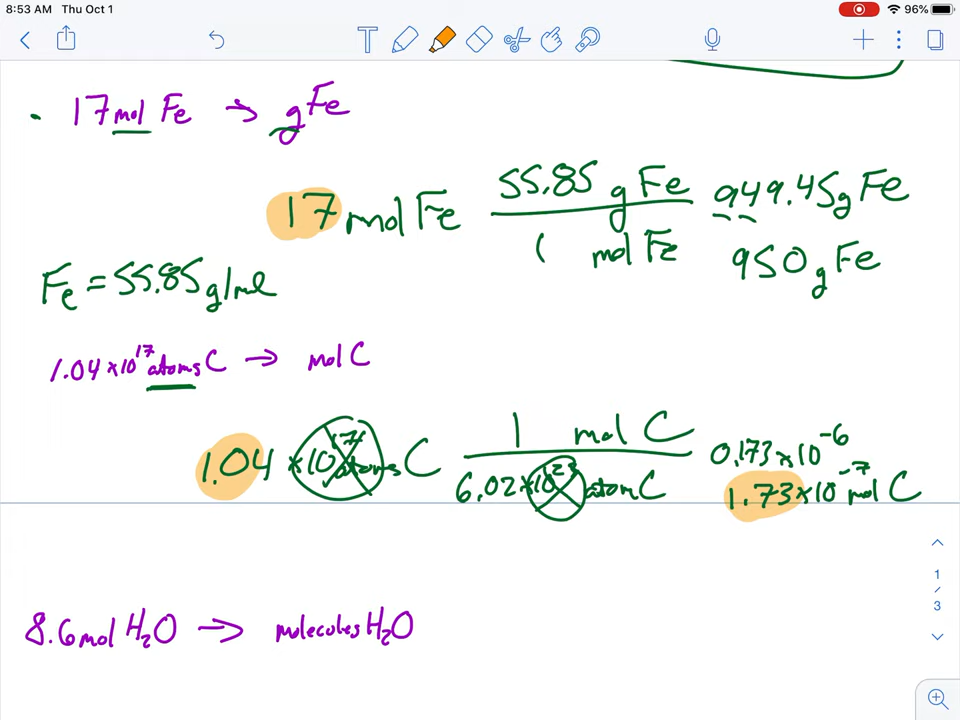 8:53 AM Thu Oct 1 96%
T
17 mol Fe → g Fe
17 mol Fe 55.85 g Fe / 1 mol Fe 949.45 g Fe
950 g Fe
Fe = 55.85 g/mol
1.04 × 10^17 atoms C → mol C
1.04 × 10^17 atoms C 1 mol C / 6.02 × 10^23 atom C 0.173 × 10^-6
1.73 × 10^-7 mol C
1 / 3
8.6 mol H₂O → molecules H₂O